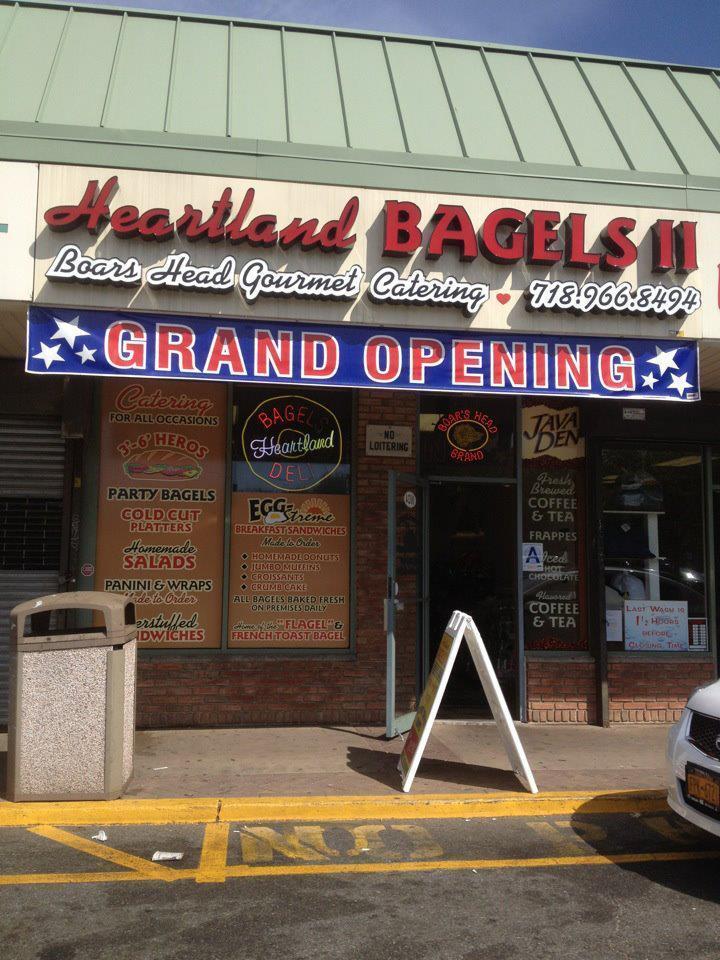 Heartland BAGELS II
Boars Head Gourmet Catering 718.966.8494
GRAND OPENING
Catering
FOR ALL OCCASIONS
3'-6' HEROS
PARTY BAGELS
COLD CUT
PLATTERS
Homemade
SALADS
PANINI & WRAPS
Made to Order
BAGELS
Heartland
DELI
EGG-Streme
BREAKFAST SANDWICHES
Made to Order
HOMEMADE DONUTS
JUMBO MUFFINS
CROISSANTS
CRUMB CAKE
ALL BAGELS BAKED FRESH
ON PREMISES DAILY
Home of the "FLAGEL" &
FRENCH TOAST BAGEL
NO
LOITERING
BOAR'S HEAD
BRAND
JAVA
DEN
Fresh
Brewed
COFFEE
& TEA
FRAPPES
A
Iced
HOT
CHOCOLATE
Flavored
COFFEE
& TEA
LAST WASH IS
1½ HOURS
BEFORE
CLOSING TIME
NO